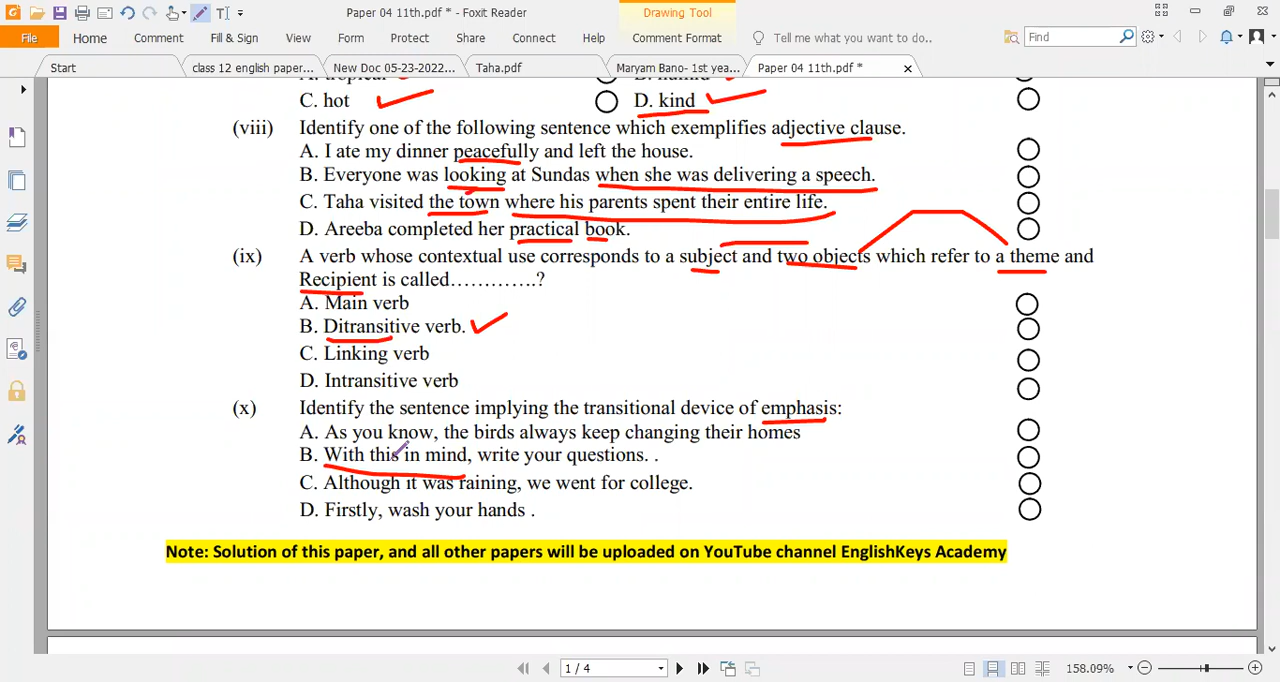 Paper 04 11th.pdf * - Foxit Reader
Drawing Tool
File Home Comment Fill & Sign View Form Protect Share Connect Help Comment Format Tell me what you want to do.. Find
Start class 12 english paper... New Doc 05-23-2022... Taha.pdf Maryam Bano- 1st yea... Paper 04 11th.pdf *
C. hot D. kind
(viii) Identify one of the following sentence which exemplifies adjective clause.
A. I ate my dinner peacefully and left the house.
B. Everyone was looking at Sundas when she was delivering a speech.
C. Taha visited the town where his parents spent their entire life.
D. Areeba completed her practical book.
(ix) A verb whose contextual use corresponds to a subject and two objects which refer to a theme and
Recipient is called………….?
A. Main verb
B. Ditransitive verb.
C. Linking verb
D. Intransitive verb
(x) Identify the sentence implying the transitional device of emphasis:
A. As you know, the birds always keep changing their homes
B. With this in mind, write your questions. .
C. Although it was raining, we went for college.
D. Firstly, wash your hands .
Note: Solution of this paper, and all other papers will be uploaded on YouTube channel EnglishKeys Academy
1 / 4 158.09%